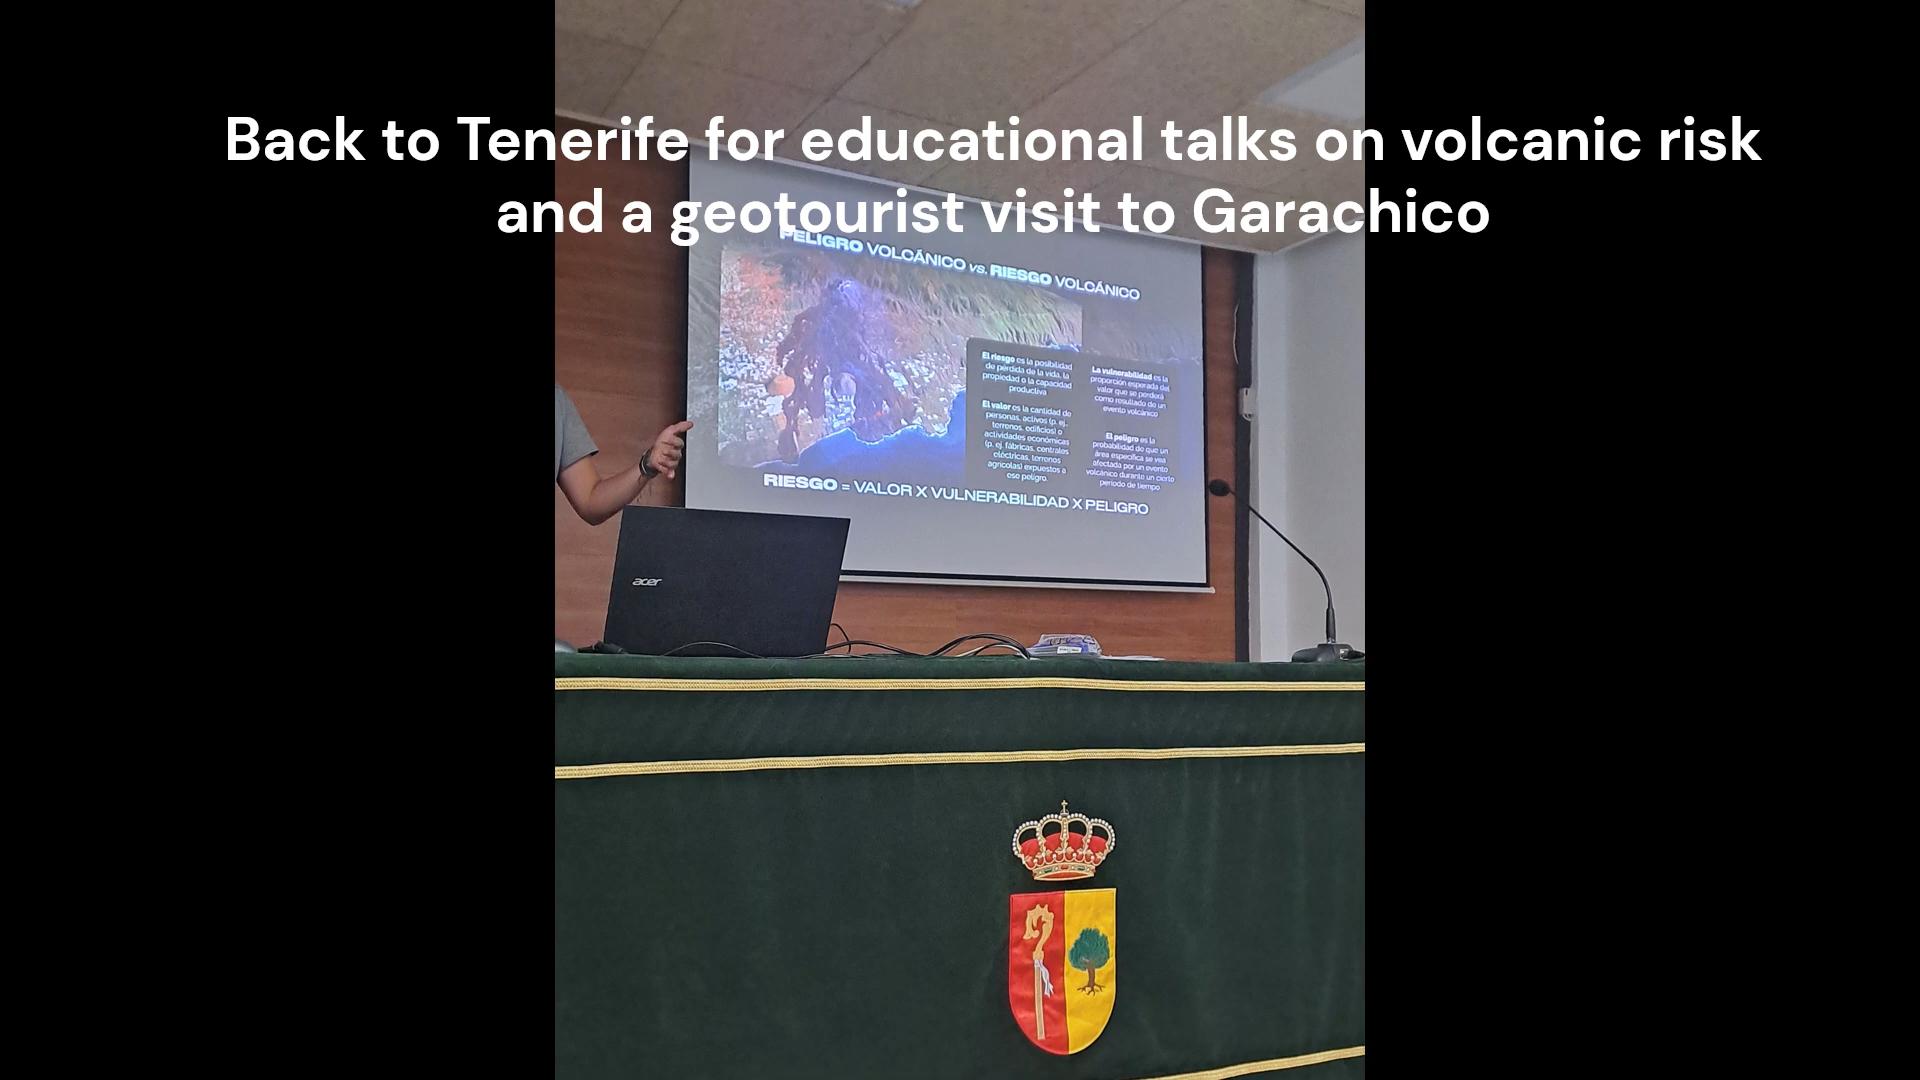 Back to Tenerife for educational talks on volcanic risk
and a geotourist visit to Garachico
PELIGRO VOLCÁNICO vs. RIESGO VOLCÁNICO
El riesgo es la posibilidad
de pérdida de la vida, la
propiedad o la capacidad
productiva
El valor es la cantidad de
personas, activos (p. ej.,
terrenos, edificios) o
actividades económicas
(p. ej. fábricas, centrales
eléctricas, terrenos
agrícolas) expuestos a
ese peligro.
La vulnerabilidad es la
proporción esperada del
valor que se perderá
como resultado de un
evento volcánico
El peligro es la
probabilidad de que un
área específica se vea
afectada por un evento
volcánico durante un cierto
periodo de tiempo
RIESGO = VALOR X VULNERABILIDAD X PELIGRO
acer